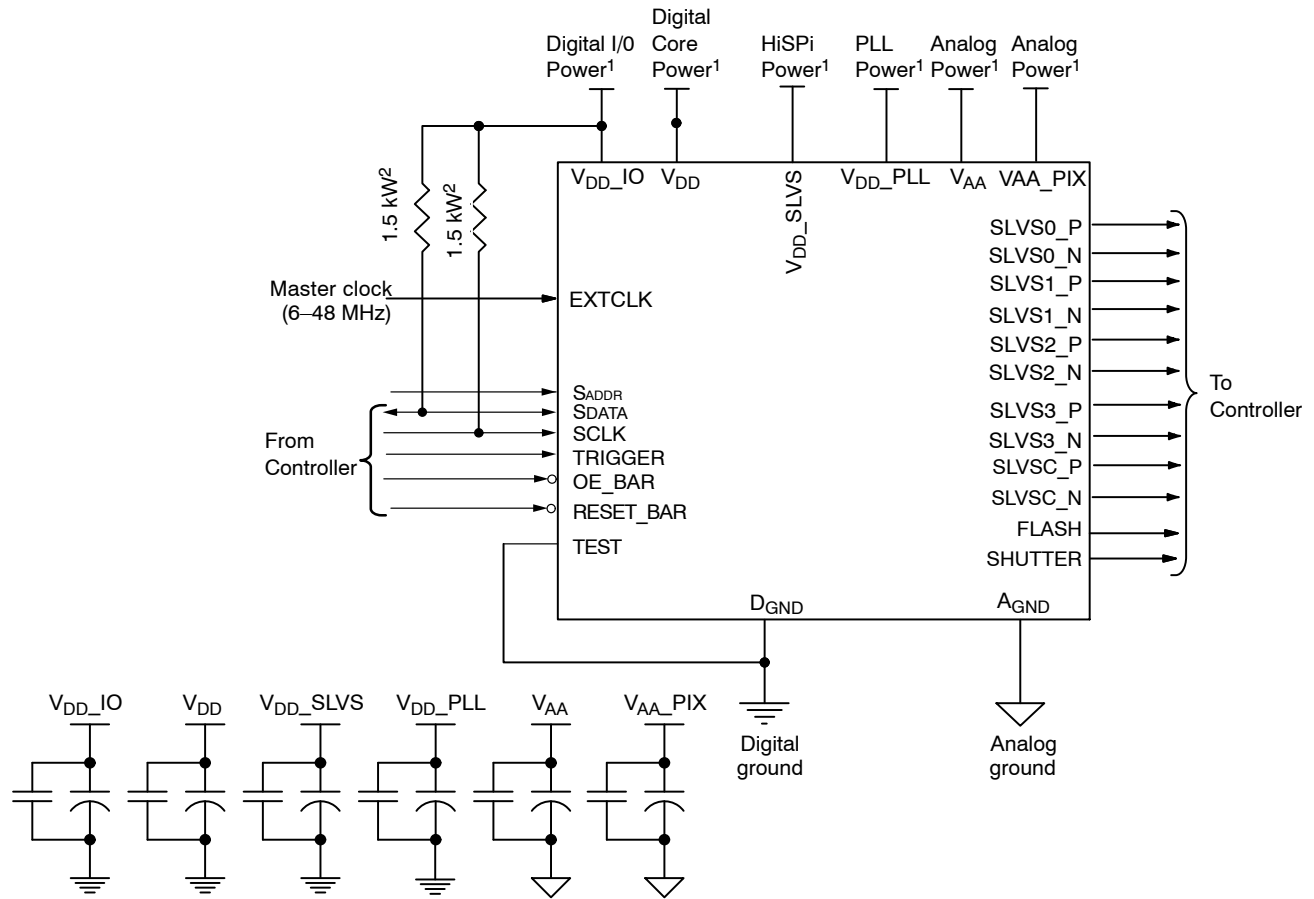 Digital I/0
Power1
Digital
Core
Power1
HiSPi
Power1
PLL
Power1
Analog
Power1
Analog
Power1
1.5 kW2
1.5 kW2
VDD_IO
VDD
VDD_SLVS
VDD_PLL
VAA
VAA_PIX
Master clock
(6–48 MHz)
EXTCLK
SADDR
SDATA
SCLK
TRIGGER
OE_BAR
RESET_BAR
TEST
From
Controller
SLVS0_P
SLVS0_N
SLVS1_P
SLVS1_N
SLVS2_P
SLVS2_N
SLVS3_P
SLVS3_N
SLVSC_P
SLVSC_N
FLASH
SHUTTER
To
Controller
DGND
AGND
Digital
ground
Analog
ground
VDD_IO
VDD
VDD_SLVS
VDD_PLL
VAA
VAA_PIX